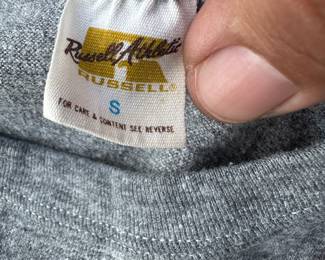 Russell Athletic
RUSSELL
S
FOR CARE & CONTENT SEE REVERSE